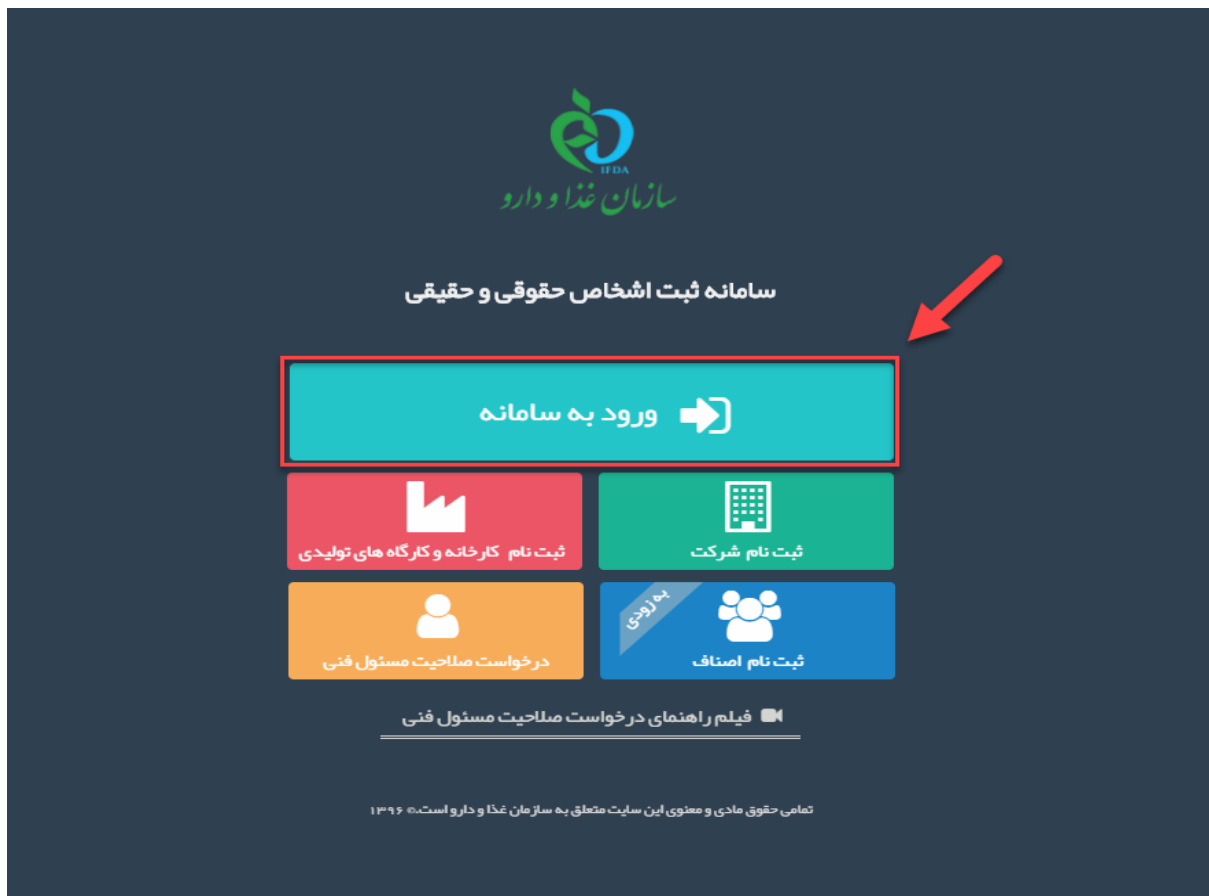 IFDA
سازمان غذا و دارو
سامانه ثبت اشخاص حقوقی و حقیقی
ورود به سامانه
ثبت نام شرکت
ثبت نام کارخانه و کارگاه های تولیدی
به زودی
ثبت نام اصناف
درخواست صلاحیت مسئول فنی
فیلم راهنمای درخواست صلاحیت مسئول فنی
تمامی حقوق مادی و معنوی این سایت متعلق به سازمان غذا و دارو است.© ۱۳۹۶